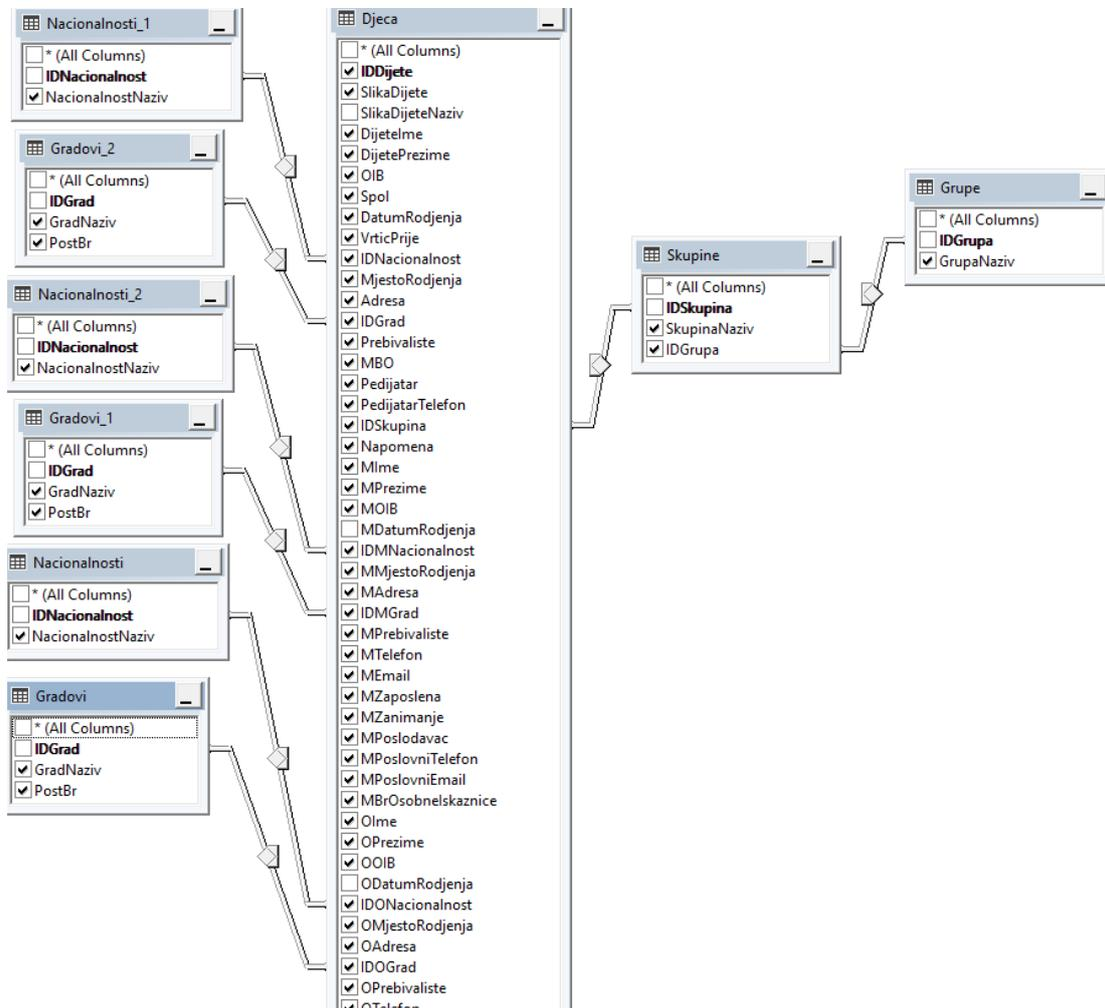 Nacionalnosti_1
* (All Columns)
IDNacionalnost
NacionalnostNaziv
Gradovi_2
* (All Columns)
IDGrad
GradNaziv
PostBr
Nacionalnosti_2
* (All Columns)
IDNacionalnost
NacionalnostNaziv
Gradovi_1
* (All Columns)
IDGrad
GradNaziv
PostBr
Nacionalnosti
* (All Columns)
IDNacionalnost
NacionalnostNaziv
Gradovi
* (All Columns)
IDGrad
GradNaziv
PostBr
Djeca
* (All Columns)
IDDijete
SlikaDijete
SlikaDijeteNaziv
DijeteIme
DijetePrezime
OIB
Spol
DatumRodjenja
VrticPrije
IDNacionalnost
MjestoRodjenja
Adresa
IDGrad
Prebivaliste
MBO
Pedijatar
PedijatarTelefon
IDSkupina
Napomena
MIme
MPrezime
MOIB
MDatumRodjenja
IDMNacionalnost
MMjestoRodjenja
MAdresa
IDMGrad
MPrebivaliste
MTelefon
MEmail
MZaposlena
MZanimanje
MPoslodavac
MPoslovniTelefon
MPoslovniEmail
MBrOsobneIskaznice
OIme
OPrezime
OOIB
ODatumRodjenja
IDONacionalnost
OMjestoRodjenja
OAdresa
IDOGrad
OPrebivaliste
OTelefon
Skupine
* (All Columns)
IDSkupina
SkupinaNaziv
IDGrupa
Grupe
* (All Columns)
IDGrupa
GrupaNaziv